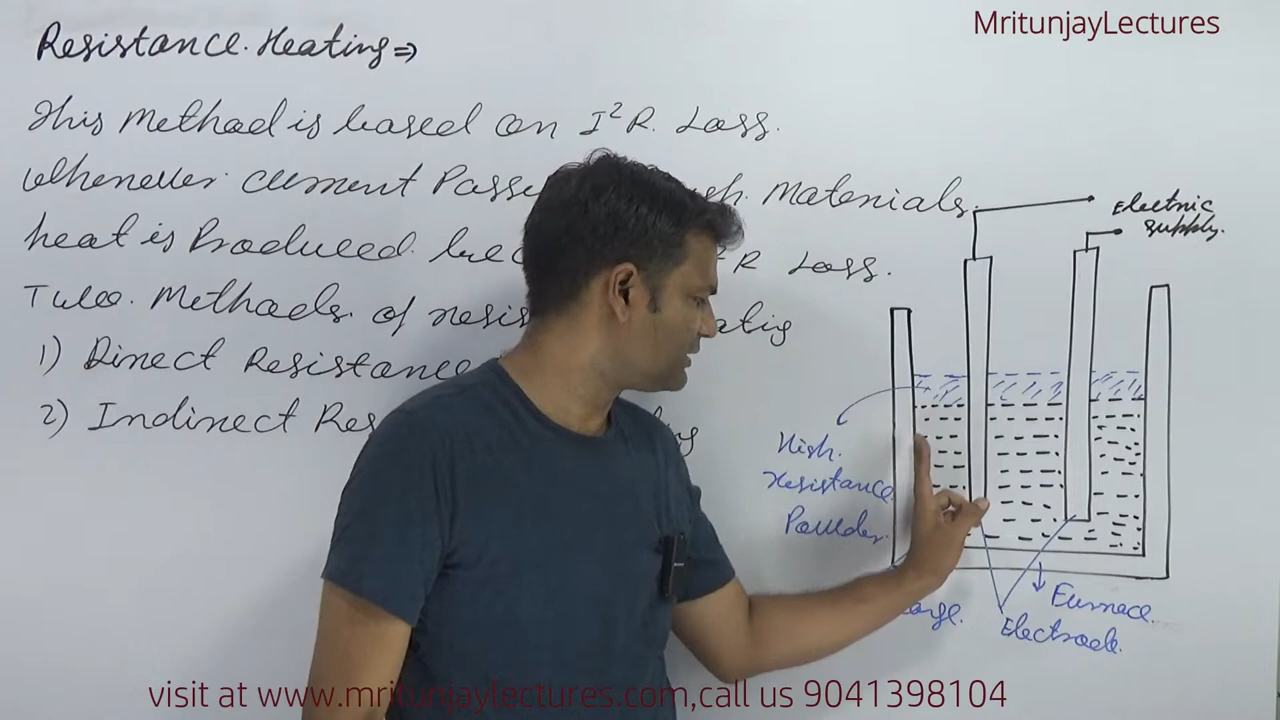 MritunjayLectures
Resistance Heating ⇒
This Method is based on I²R Loss.
Whenever current Passe Materials
heat is Produced R Loss.
Two Methods of
1) Direct Resistance
2) Indirect Res
Electric
supply.
High
resistance
Powder.
Furnace.
Electrode.
visit at www.mritunjaylectures.com,call us 9041398104